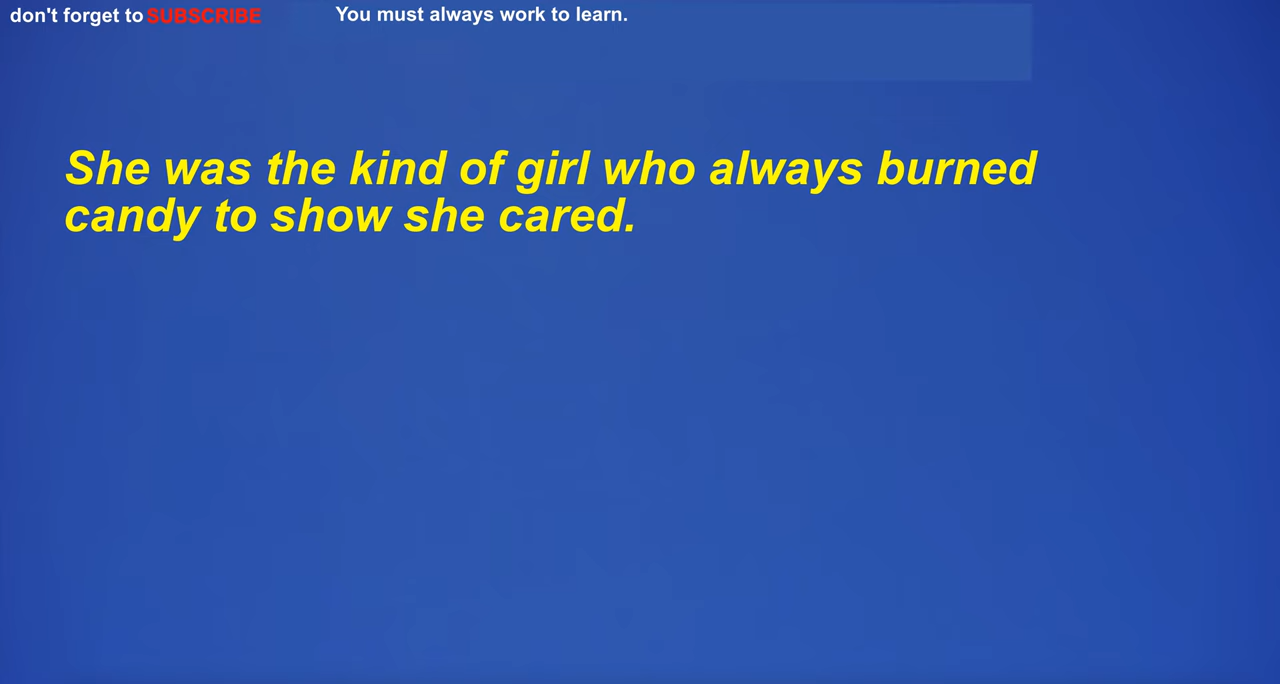 don't forget to SUBSCRIBE
You must always work to learn.
She was the kind of girl who always burned
candy to show she cared.